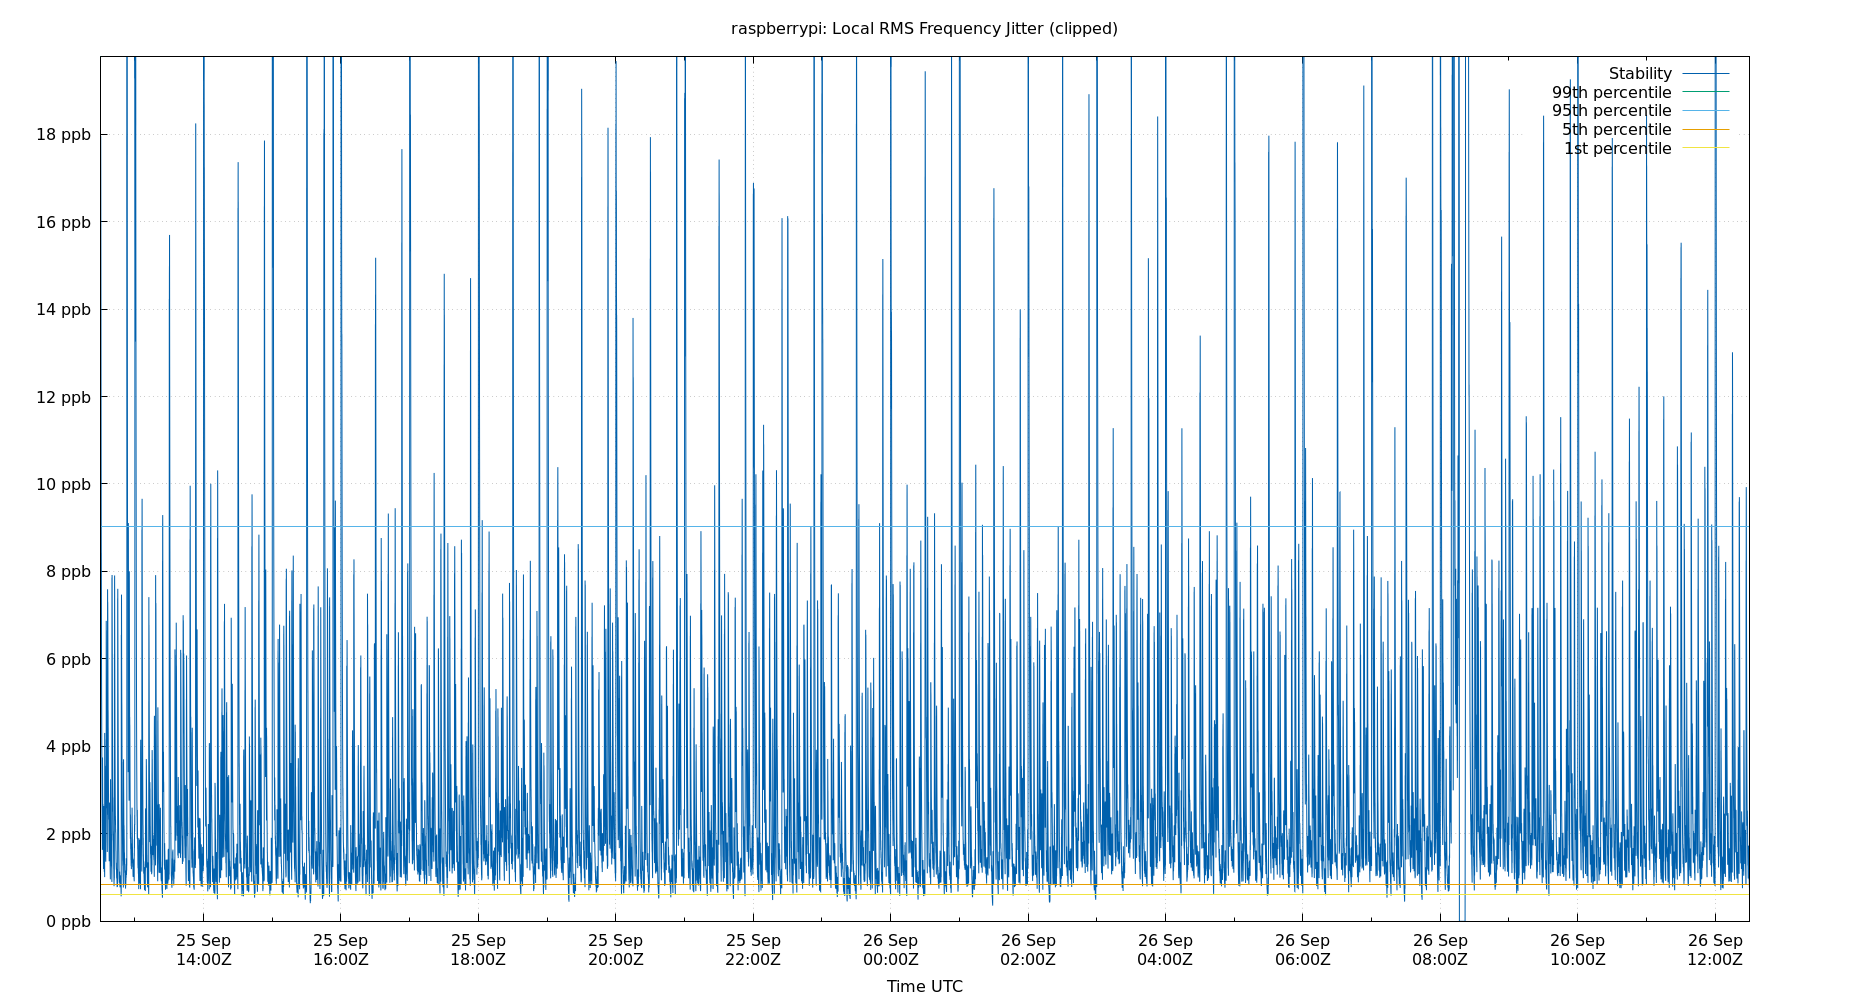 raspberrypi: Local RMS Frequency Jitter (clipped)
Stability
99th percentile
95th percentile
5th percentile
1st percentile
18 ppb
16 ppb
14 ppb
12 ppb
10 ppb
8 ppb
6 ppb
4 ppb
2 ppb
0 ppb
25 Sep 25 Sep 25 Sep 25 Sep 25 Sep 26 Sep 26 Sep 26 Sep 26 Sep 26 Sep 26 Sep 26 Sep
14:00Z 16:00Z 18:00Z 20:00Z 22:00Z 00:00Z 02:00Z 04:00Z 06:00Z 08:00Z 10:00Z 12:00Z
Time UTC